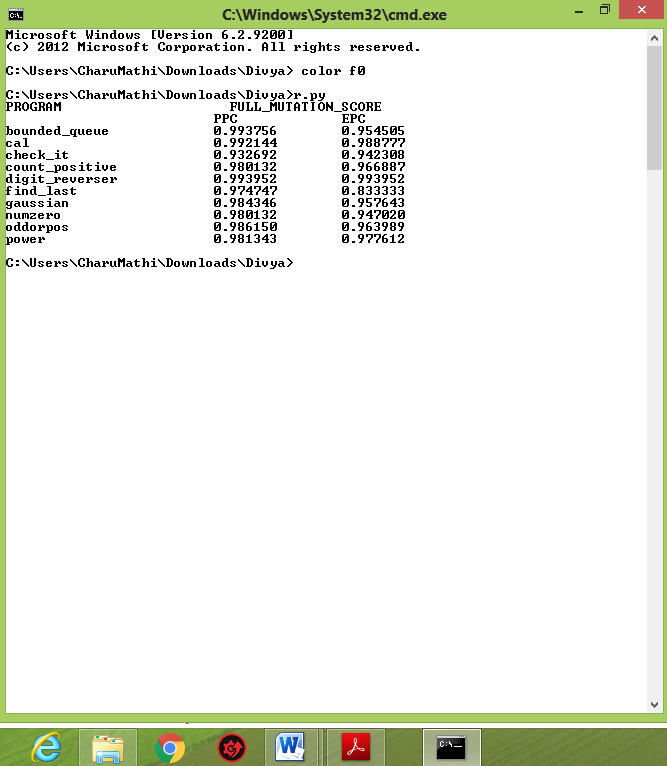 C:\Windows\System32\cmd.exe
Microsoft Windows [Version 6.2.9200]
(c) 2012 Microsoft Corporation. All rights reserved.
C:\Users\CharuMathi\Downloads\Divya> color f0
C:\Users\CharuMathi\Downloads\Divya>r.py
PROGRAM FULL_MUTATION_SCORE
PPC EPC
bounded_queue 0.993756 0.954505
cal 0.992144 0.988777
check_it 0.932692 0.942308
count_positive 0.980132 0.966887
digit_reverser 0.993952 0.993952
find_last 0.974747 0.833333
gaussian 0.984346 0.957643
numzero 0.980132 0.947020
oddorpos 0.986150 0.963989
power 0.981343 0.977612
C:\Users\CharuMathi\Downloads\Divya>